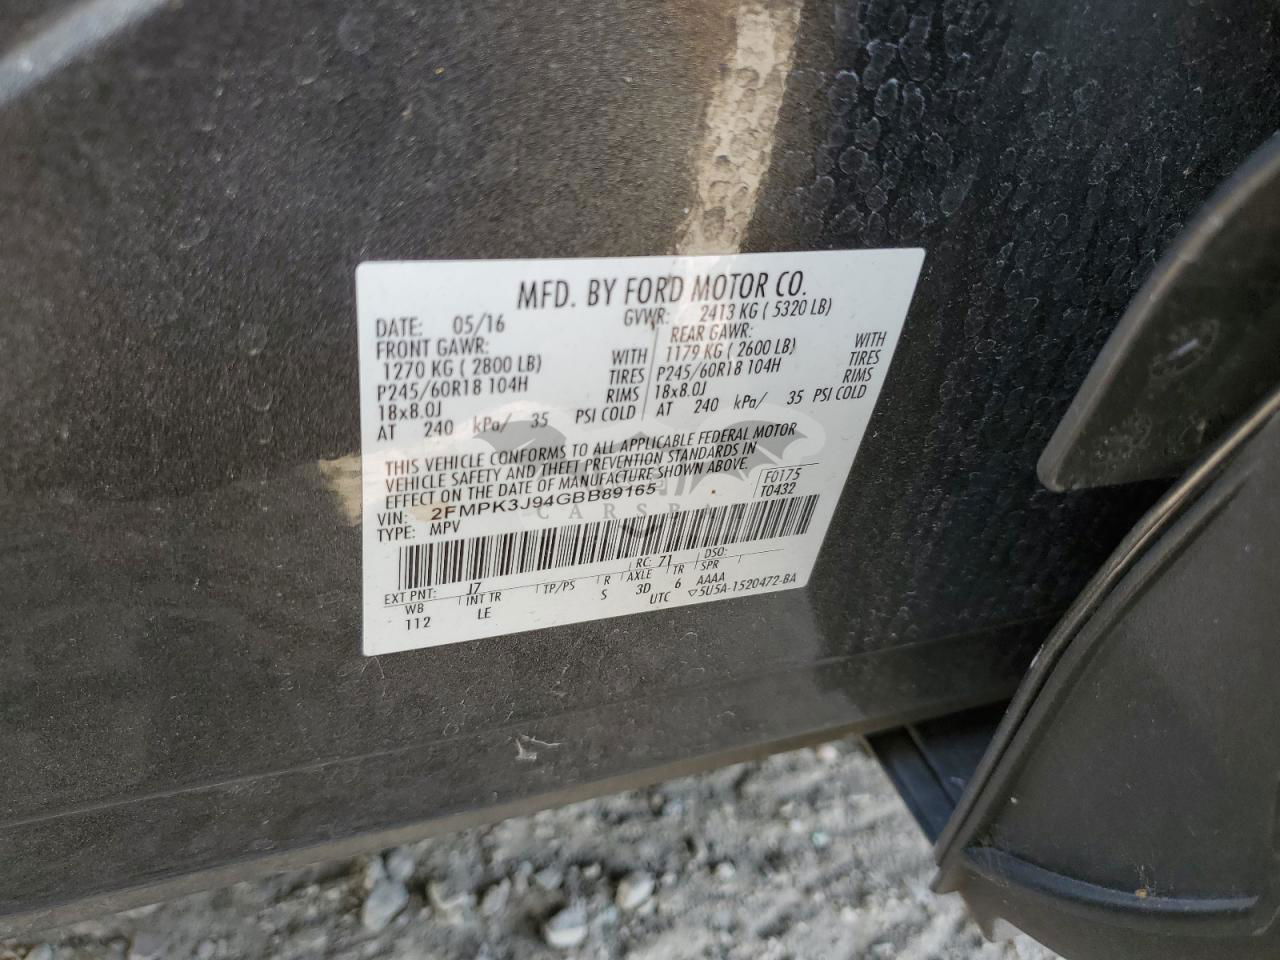 MFD. BY FORD MOTOR CO.
DATE: 05/16 GVWR: 2413 KG ( 5320 LB)
FRONT GAWR: REAR GAWR:
1270 KG ( 2800 LB) WITH 1179 KG ( 2600 LB) WITH
P245/60R18 104H TIRES P245/60R18 104H TIRES
18x8.0J RIMS 18x8.0J RIMS
AT 240 kPa/ 35 PSI COLD AT 240 kPa/ 35 PSI COLD
THIS VEHICLE CONFORMS TO ALL APPLICABLE FEDERAL MOTOR
VEHICLE SAFETY AND THEFT PREVENTION STANDARDS IN
EFFECT ON THE DATE OF MANUFACTURE SHOWN ABOVE.
VIN: 2FMPK3J94GBB89165 F0175
TYPE: MPV T0432
EXT PNT: J7 RC: 71 DSO:
WB INT TR TP/PS R AXLE TR SPR
112 LE S 3D 6 AAAA
UTC ▽5U5A-1520472-BA